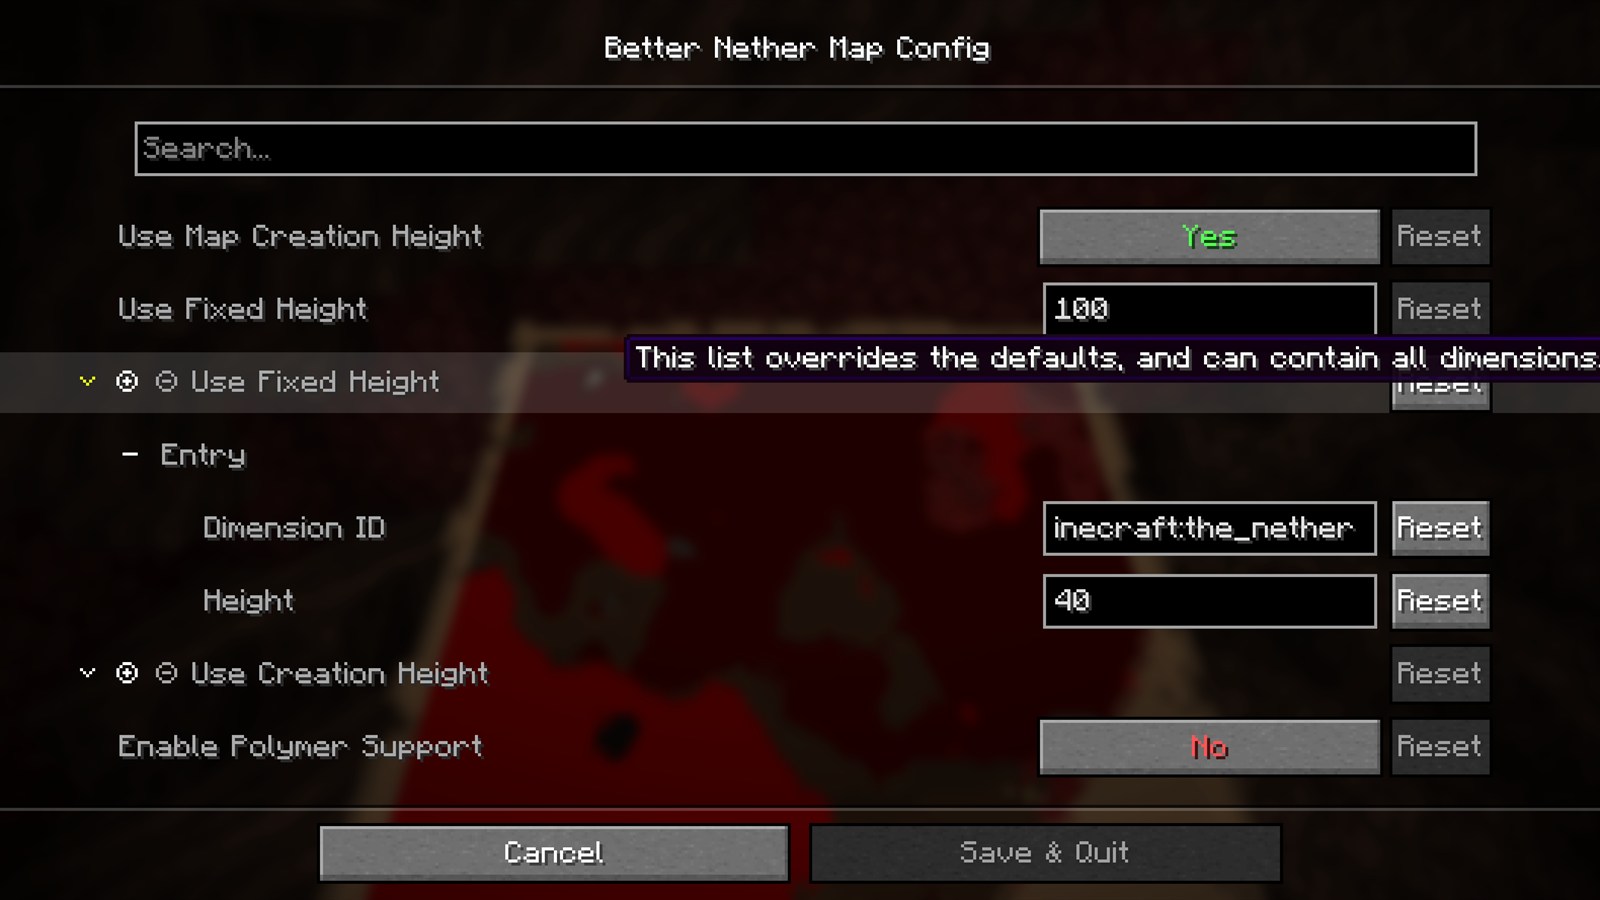 Better Nether Map Config
Search...
Use Map Creation Height Yes Reset
Use Fixed Height 100 Reset
This list overrides the defaults, and can contain all dimensions.
Use Fixed Height Reset
Entry
Dimension ID inecraft:the_nether Reset
Height 40 Reset
Use Creation Height Reset
Enable Polymer Support No Reset
Cancel Save & Quit